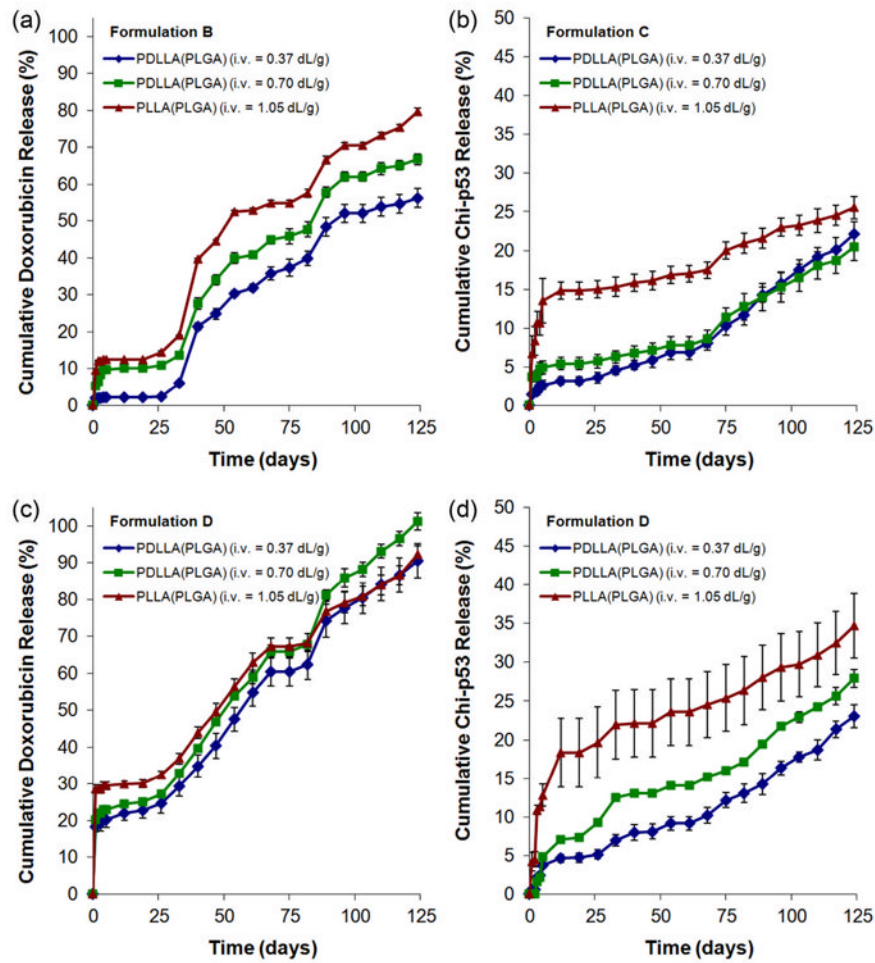 (a)
Formulation B
PDLLA(PLGA) (i.v. = 0.37 dL/g)
PDLLA(PLGA) (i.v. = 0.70 dL/g)
PLLA(PLGA) (i.v. = 1.05 dL/g)
Cumulative Doxorubicin Release (%)
100
90
80
70
60
50
40
30
20
10
0
0 25 50 75 100 125
Time (days)
(b)
Formulation C
PDLLA(PLGA) (i.v. = 0.37 dL/g)
PDLLA(PLGA) (i.v. = 0.70 dL/g)
PLLA(PLGA) (i.v. = 1.05 dL/g)
Cumulative Chi-p53 Release (%)
50
45
40
35
30
25
20
15
10
5
0
0 25 50 75 100 125
Time (days)
(c)
Formulation D
PDLLA(PLGA) (i.v. = 0.37 dL/g)
PDLLA(PLGA) (i.v. = 0.70 dL/g)
PLLA(PLGA) (i.v. = 1.05 dL/g)
Cumulative Doxorubicin Release (%)
100
90
80
70
60
50
40
30
20
10
0
0 25 50 75 100 125
Time (days)
(d)
Formulation D
PDLLA(PLGA) (i.v. = 0.37 dL/g)
PDLLA(PLGA) (i.v. = 0.70 dL/g)
PLLA(PLGA) (i.v. = 1.05 dL/g)
Cumulative Chi-p53 Release (%)
50
45
40
35
30
25
20
15
10
5
0
0 25 50 75 100 125
Time (days)